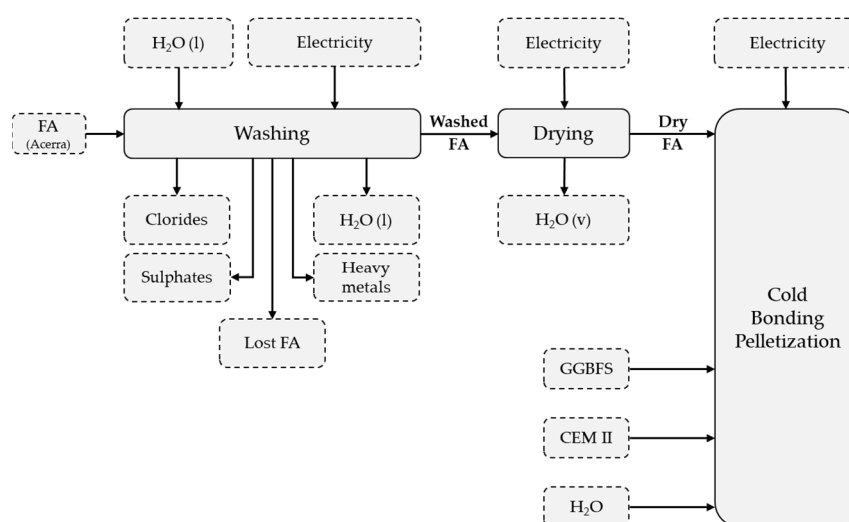 H₂O (l)
Electricity
Electricity
Electricity
FA
(Acerra)
Washing
Washed
FA
Drying
Dry
FA
Clorides
H₂O (l)
H₂O (v)
Sulphates
Heavy
metals
Lost FA
Cold
Bonding
Pelletization
GGBFS
CEM II
H₂O